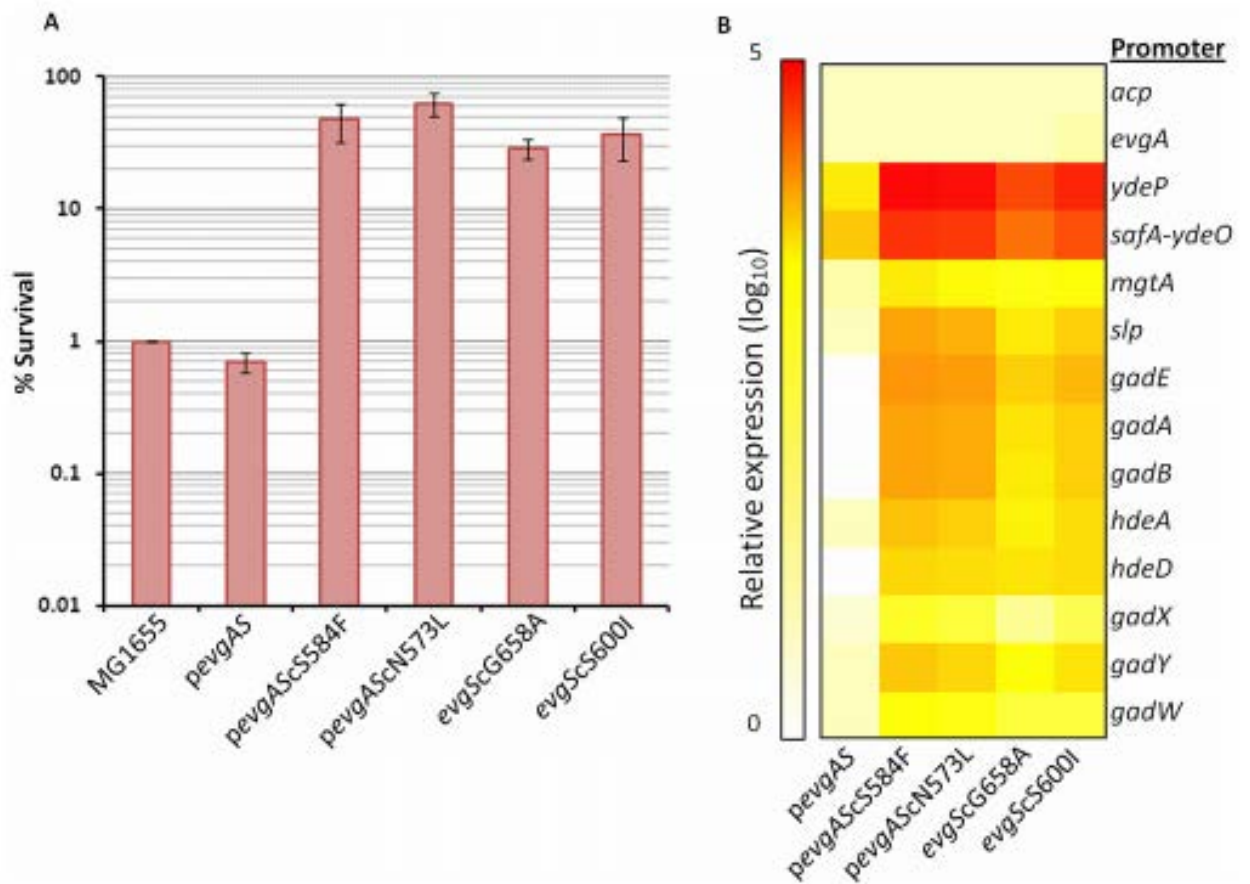 A
100
10
1
0.1
0.01
% Survival
MG1655
pevgAS
pevgAScS584F
pevgAScN573L
evgScG658A
evgScS600I
B
5
0
Relative expression (log₁₀)
Promoter
acp
evgA
ydeP
safA-ydeO
mgtA
slp
gadE
gadA
gadB
hdeA
hdeD
gadX
gadY
gadW
pevgAS
pevgAScS584F
pevgAScN573L
evgScG658A
evgScS600I